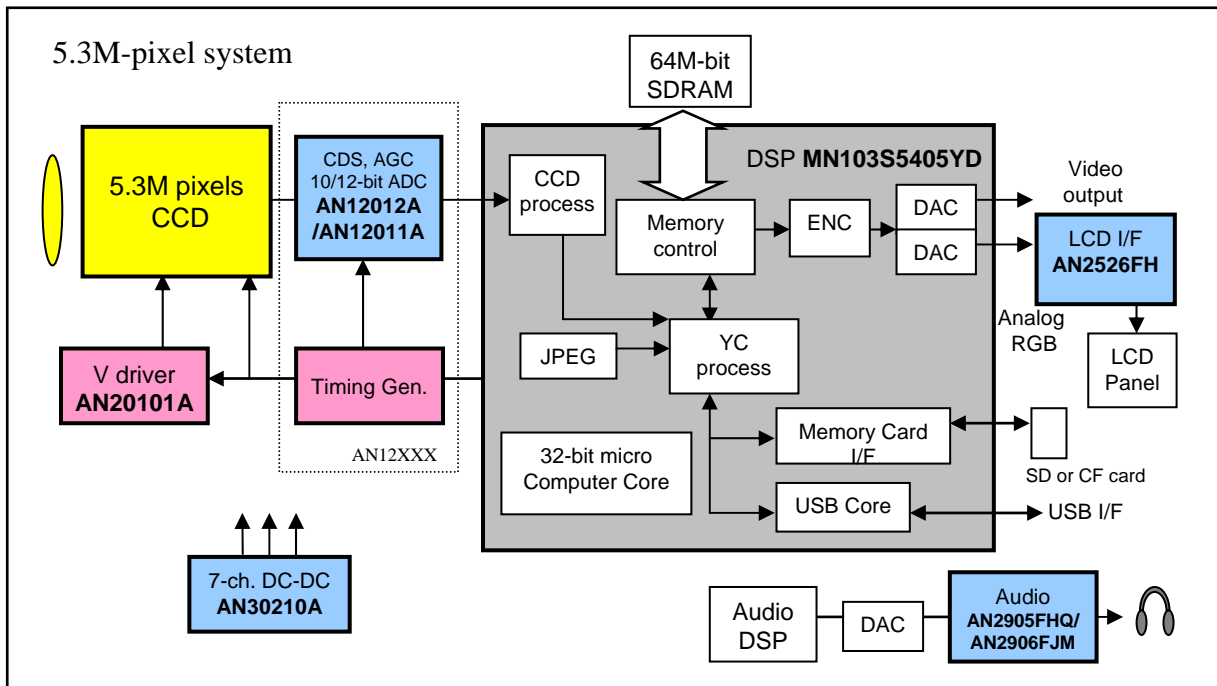 5.3M-pixel system
64M-bit
SDRAM
5.3M pixels
CCD
CDS, AGC
10/12-bit ADC
AN12012A
/AN12011A
DSP MN103S5405YD
CCD
process
Memory
control
ENC
DAC
DAC
Video
output
LCD I/F
AN2526FH
Analog
RGB
LCD
Panel
V driver
AN20101A
Timing Gen.
AN12XXX
JPEG
YC
process
32-bit micro
Computer Core
Memory Card
I/F
SD or CF card
USB Core
USB I/F
7-ch. DC-DC
AN30210A
Audio
DSP
DAC
Audio
AN2905FHQ/
AN2906FJM